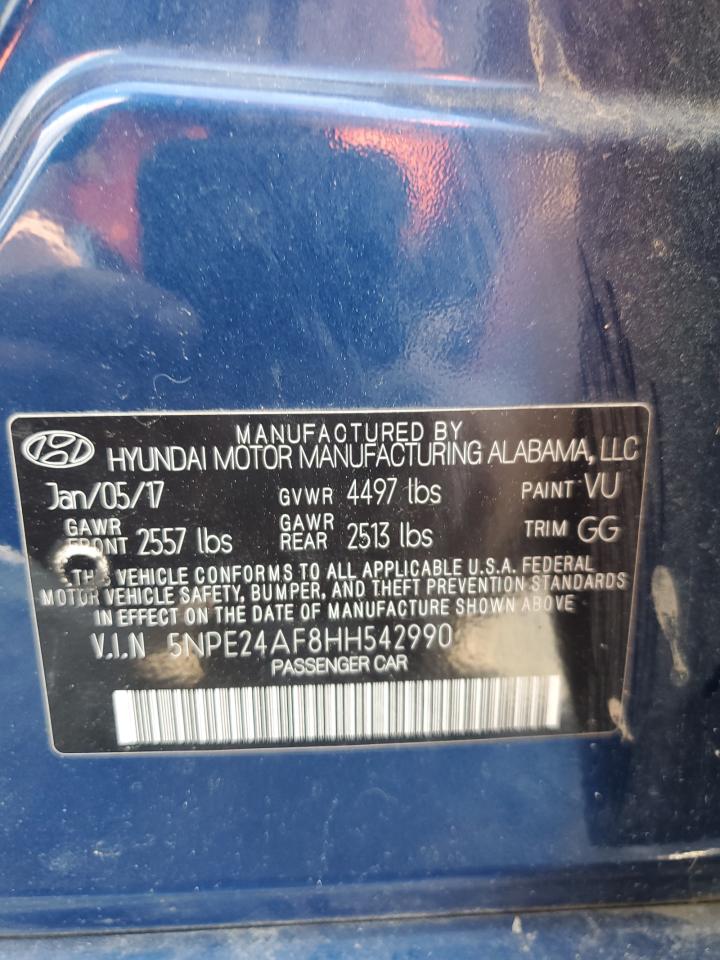 MANUFACTURED BY
HYUNDAI MOTOR MANUFACTURING ALABAMA, LLC
Jan/05/17 GVWR 4497 lbs PAINT VU
GAWR FRONT 2557 lbs GAWR REAR 2513 lbs TRIM GG
THIS VEHICLE CONFORMS TO ALL APPLICABLE U.S.A. FEDERAL
MOTOR VEHICLE SAFETY, BUMPER, AND THEFT PREVENTION STANDARDS
IN EFFECT ON THE DATE OF MANUFACTURE SHOWN ABOVE
V.I.N 5NPE24AF8HH542990
PASSENGER CAR